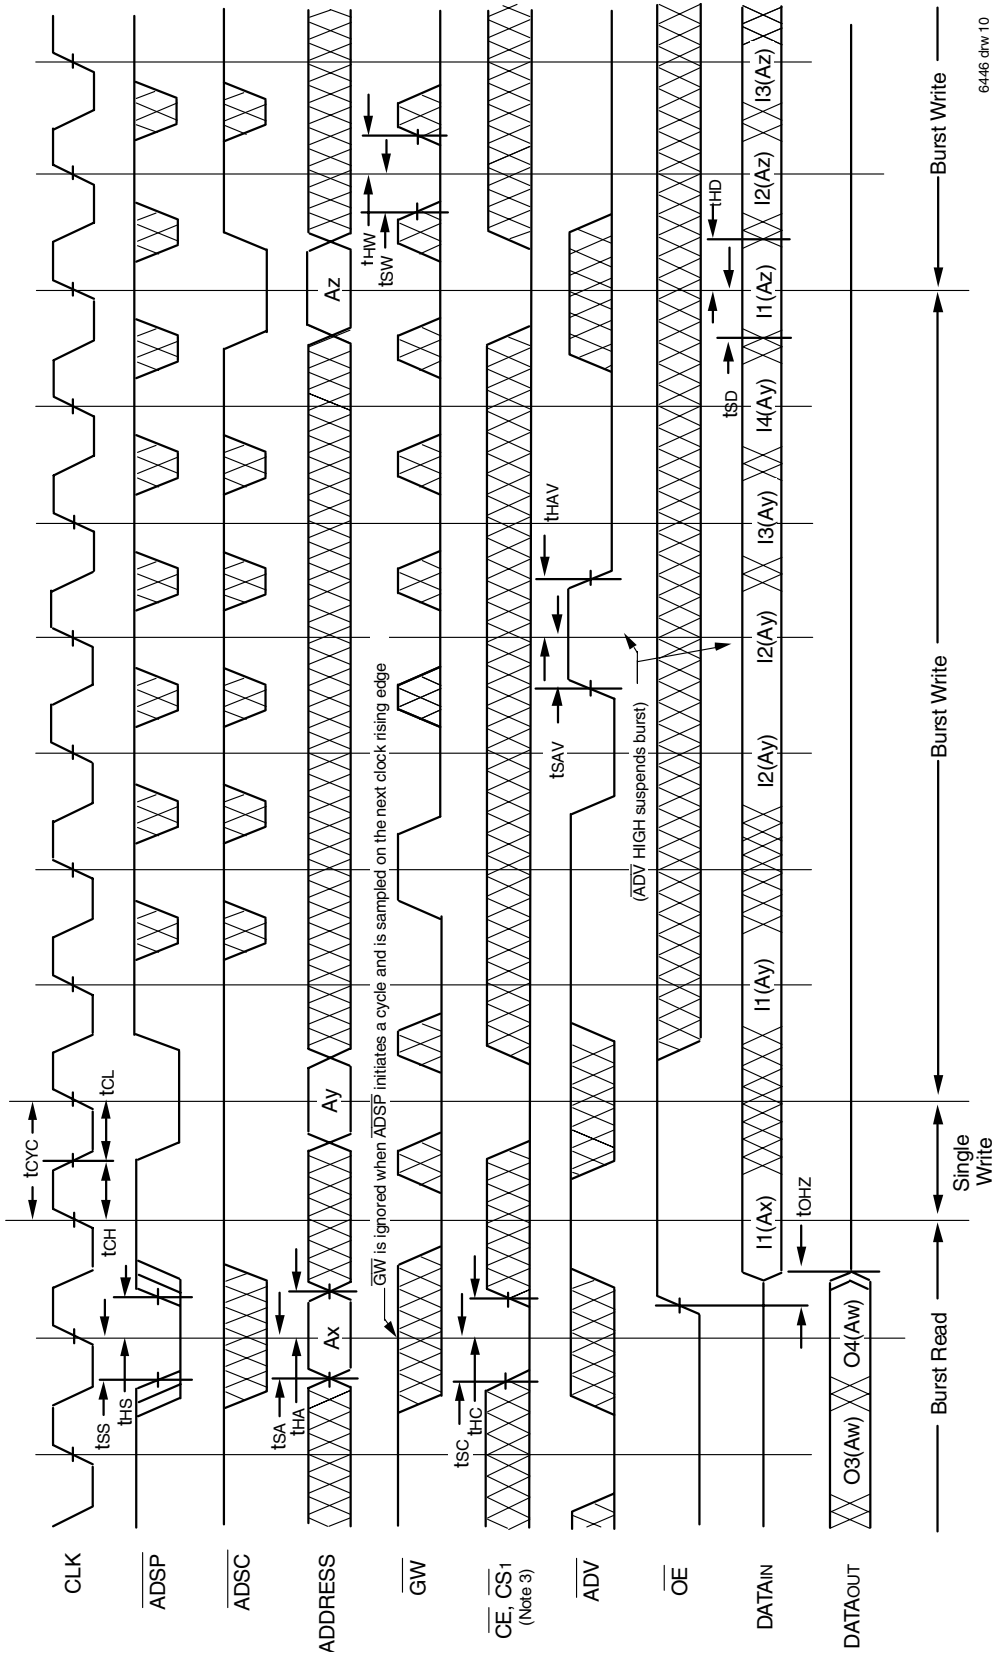 CLK
tCYC
tCH
tCL
ADSP
tSS
tHS
ADSC
ADDRESS
tSA
tHA
Ax
Ay
Az
GW
GW is ignored when ADSP initiates a cycle and is sampled on the next clock rising edge
tHW
tSW
CE, CS1
(Note 3)
tSC
tHC
ADV
tSAV
tHAV
(ADV HIGH suspends burst)
OE
DATAIN
I1(Ax)
I1(Ay)
I2(Ay)
I2(Ay)
I3(Ay)
I4(Ay)
I1(Az)
I2(Az)
I3(Az)
tSD
tHD
tOHZ
DATAOUT
O3(Aw)
O4(Aw)
Burst Read
Single
Write
Burst Write
Burst Write
6446 drw 10